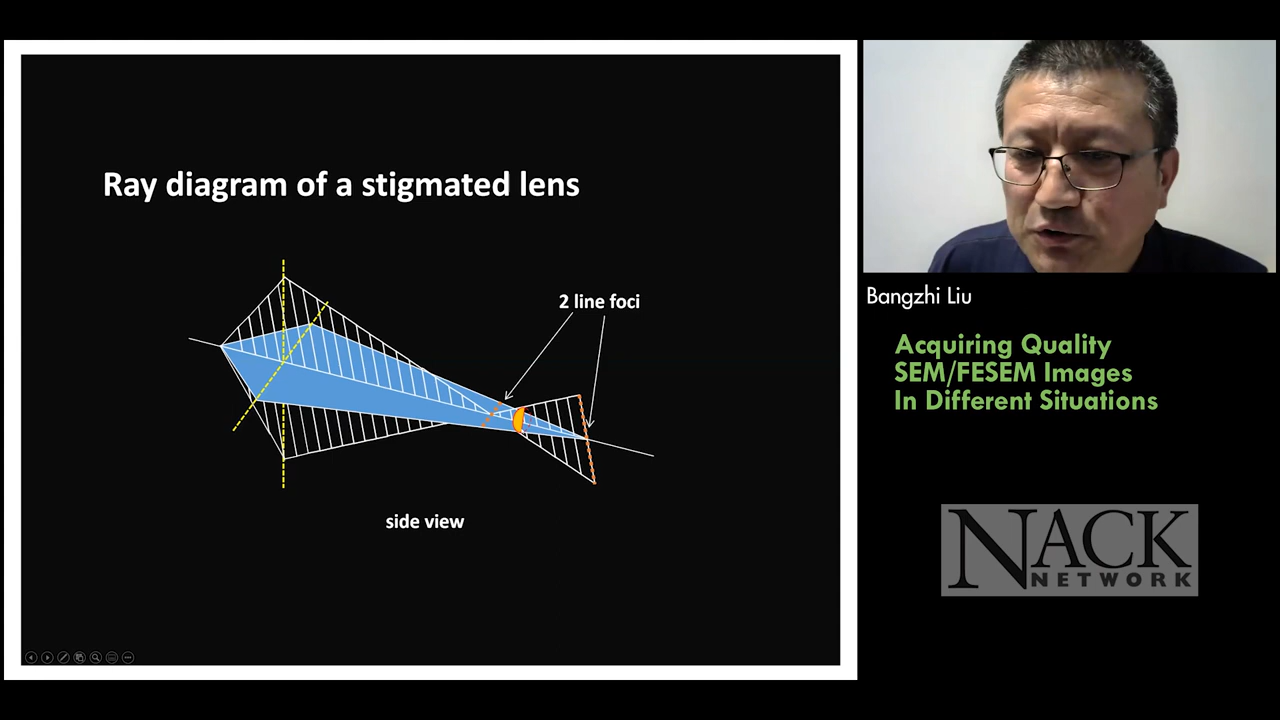 Ray diagram of a stigmated lens
2 line foci
side view
Bangzhi Liu
Acquiring Quality
SEM/FESEM Images
In Different Situations
NACK
NETWORK